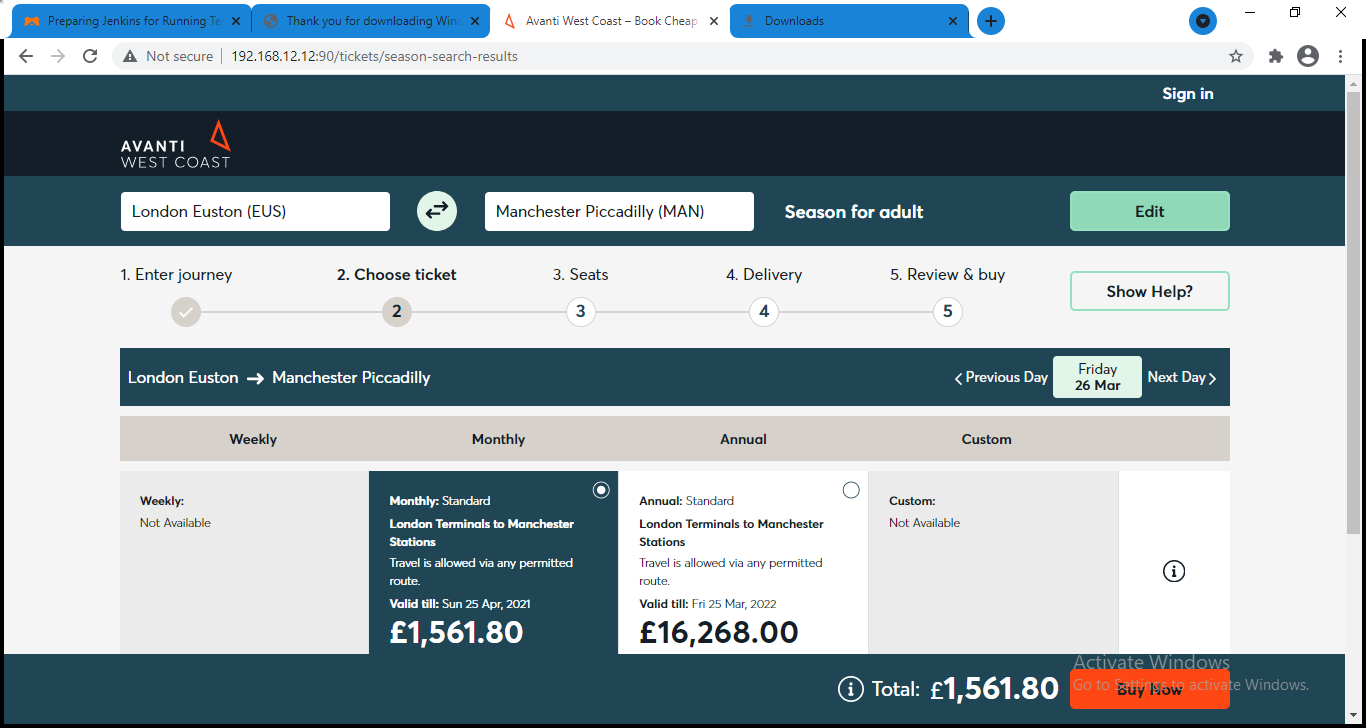 Preparing Jenkins for Running Te
Thank you for downloading Wind
Avanti West Coast – Book Cheap
Downloads
Not secure
192.168.12.12:90/tickets/season-search-results
Sign in
AVANTI
WEST COAST
London Euston (EUS)
Manchester Piccadilly (MAN)
Season for adult
Edit
1. Enter journey
2. Choose ticket
3. Seats
4. Delivery
5. Review & buy
2
3
4
5
Show Help?
London Euston → Manchester Piccadilly
Previous Day
Friday
26 Mar
Next Day
Weekly
Monthly
Annual
Custom
Weekly:
Not Available
Monthly: Standard
London Terminals to Manchester
Stations
Travel is allowed via any permitted
route.
Valid till: Sun 25 Apr, 2021
£1,561.80
Annual: Standard
London Terminals to Manchester
Stations
Travel is allowed via any permitted
route.
Valid till: Fri 25 Mar, 2022
£16,268.00
Custom:
Not Available
Total: £1,561.80
Buy Now
Activate Windows
Go to Settings to activate Windows.